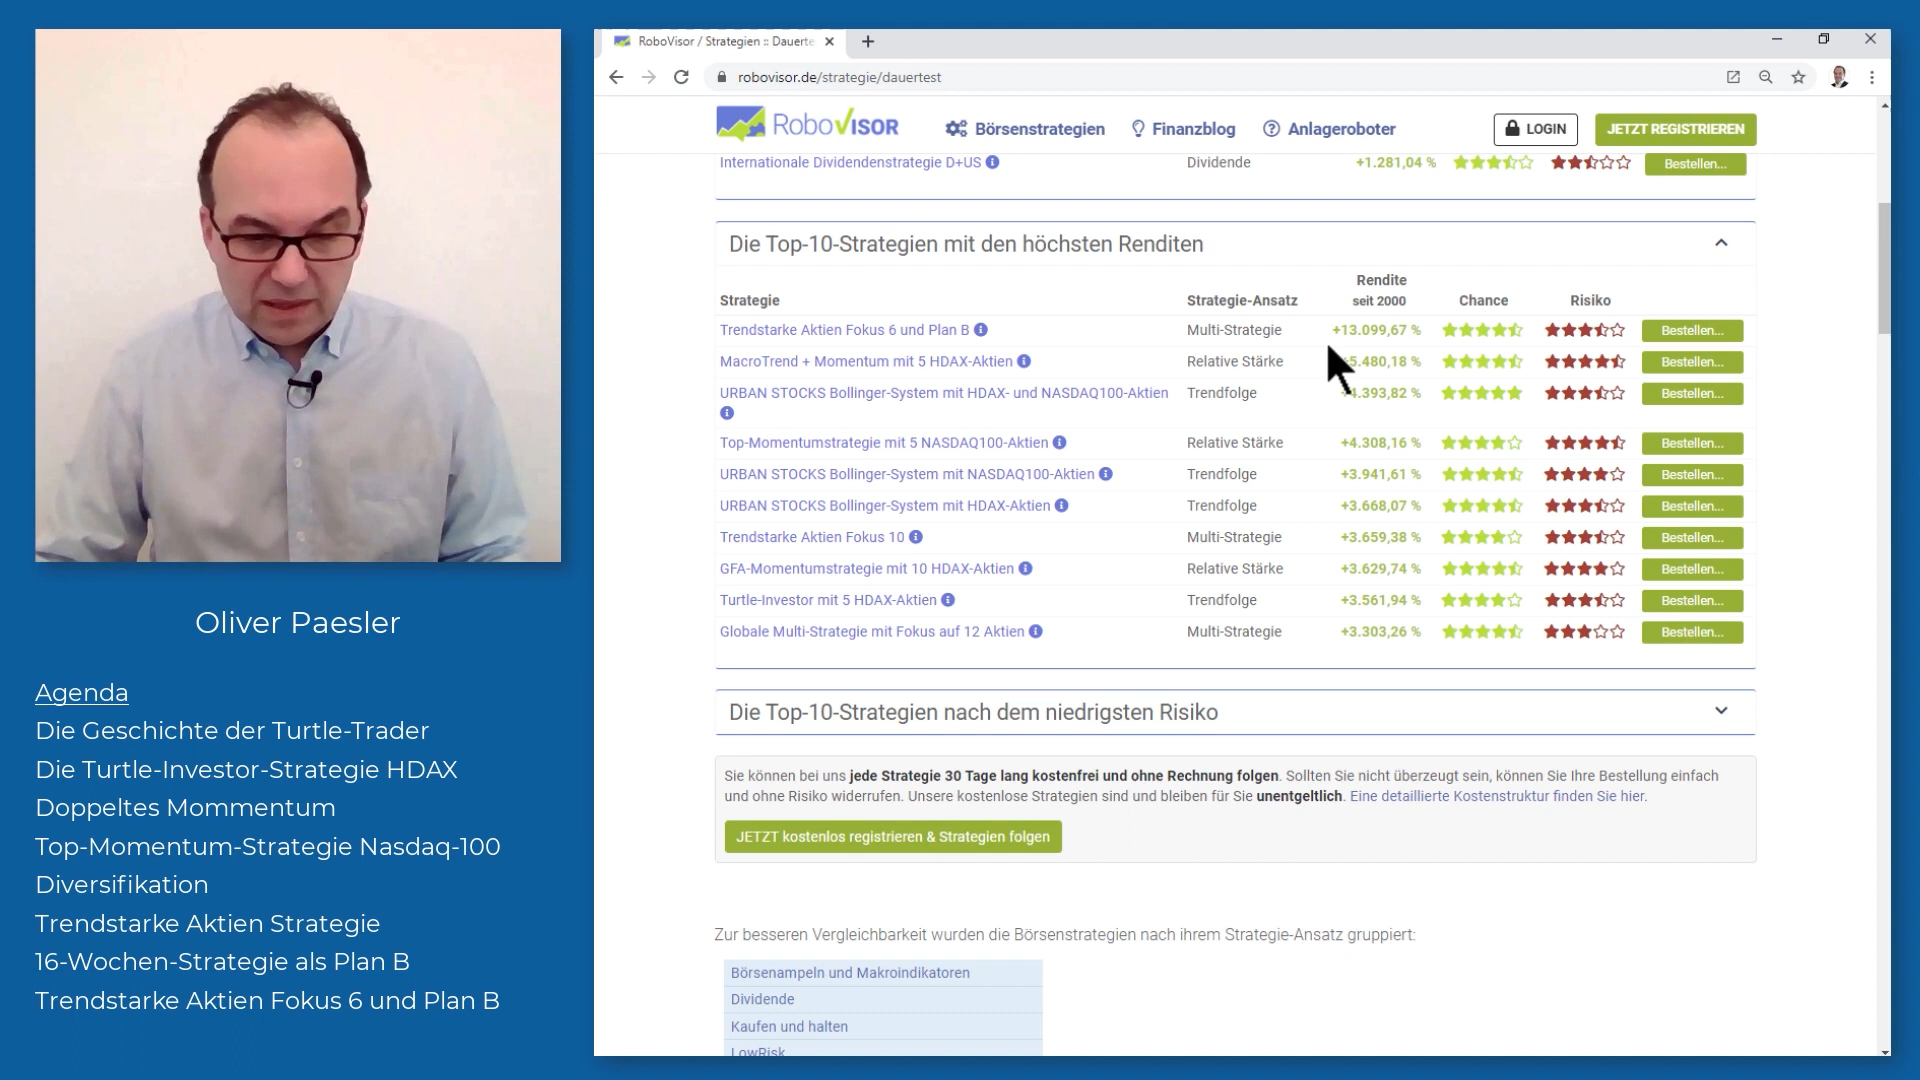 Oliver Paesler
Agenda
Die Geschichte der Turtle-Trader
Die Turtle-Investor-Strategie HDAX
Doppeltes Mommentum
Top-Momentum-Strategie Nasdaq-100
Diversifikation
Trendstarke Aktien Strategie
16-Wochen-Strategie als Plan B
Trendstarke Aktien Fokus 6 und Plan B
RoboVisor / Strategien :: Dauerte
robovisor.de/strategie/dauertest
RoboVISOR Börsenstrategien Finanzblog Anlageroboter LOGIN JETZT REGISTRIEREN
Internationale Dividendenstrategie D+US Dividende +1.281,04 % Bestellen...
Die Top-10-Strategien mit den höchsten Renditen
Rendite
Strategie Strategie-Ansatz seit 2000 Chance Risiko
Trendstarke Aktien Fokus 6 und Plan B Multi-Strategie +13.099,67 % Bestellen...
MacroTrend + Momentum mit 5 HDAX-Aktien Relative Stärke 5.480,18 % Bestellen...
URBAN STOCKS Bollinger-System mit HDAX- und NASDAQ100-Aktien Trendfolge 4.393,82 % Bestellen...
Top-Momentumstrategie mit 5 NASDAQ100-Aktien Relative Stärke +4.308,16 % Bestellen...
URBAN STOCKS Bollinger-System mit NASDAQ100-Aktien Trendfolge +3.941,61 % Bestellen...
URBAN STOCKS Bollinger-System mit HDAX-Aktien Trendfolge +3.668,07 % Bestellen...
Trendstarke Aktien Fokus 10 Multi-Strategie +3.659,38 % Bestellen...
GFA-Momentumstrategie mit 10 HDAX-Aktien Relative Stärke +3.629,74 % Bestellen...
Turtle-Investor mit 5 HDAX-Aktien Trendfolge +3.561,94 % Bestellen...
Globale Multi-Strategie mit Fokus auf 12 Aktien Multi-Strategie +3.303,26 % Bestellen...
Die Top-10-Strategien nach dem niedrigsten Risiko
Sie können bei uns jede Strategie 30 Tage lang kostenfrei und ohne Rechnung folgen. Sollten Sie nicht überzeugt sein, können Sie Ihre Bestellung einfach
und ohne Risiko widerrufen. Unsere kostenlose Strategien sind und bleiben für Sie unentgeltlich. Eine detaillierte Kostenstruktur finden Sie hier.
JETZT kostenlos registrieren & Strategien folgen
Zur besseren Vergleichbarkeit wurden die Börsenstrategien nach ihrem Strategie-Ansatz gruppiert:
Börsenampeln und Makroindikatoren
Dividende
Kaufen und halten
LowRisk